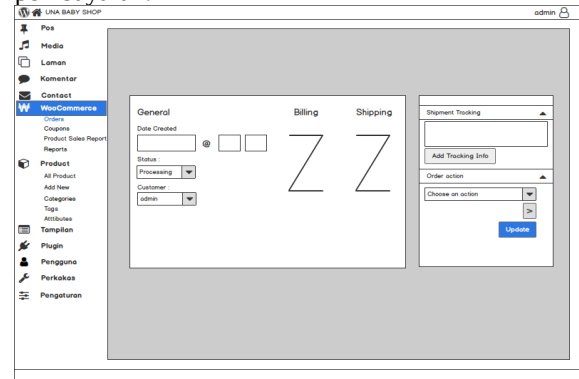 UNA BABY SHOP
admin
Pos
Media
Laman
Komentar
Contact
WooCommerce
Orders
Coupons
Product Sales Report
Reports
Product
All Product
Add New
Categories
Tags
Attibutes
Tampilan
Plugin
Pengguna
Perkakas
Pengaturan
General
Billing
Shipping
Date Created
@
Status :
Processing
Customer :
admin
Shipment Tracking
Add Tracking Info
Order action
Choose an action
>
Update